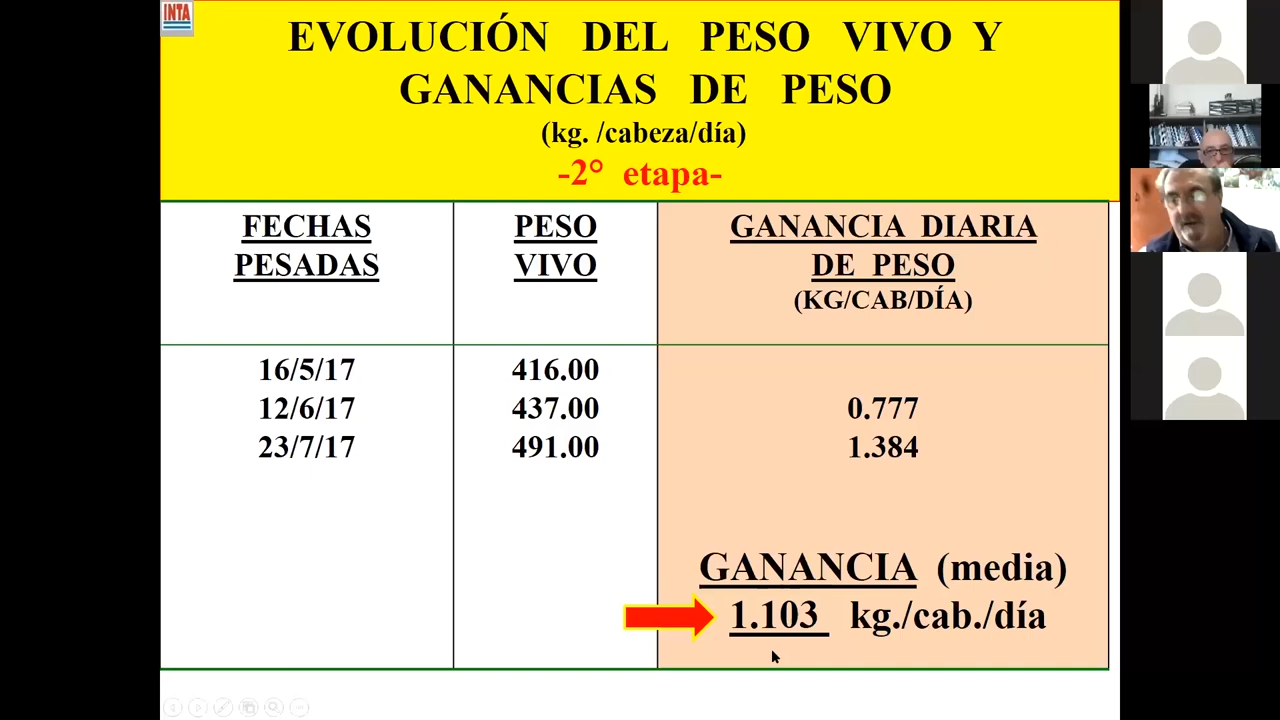 INTA
EVOLUCIÓN DEL PESO VIVO Y
GANANCIAS DE PESO
(kg. /cabeza/día)
-2° etapa-
FECHAS
PESADAS
PESO
VIVO
GANANCIA DIARIA
DE PESO
(KG/CAB/DÍA)
16/5/17 416.00
12/6/17 437.00 0.777
23/7/17 491.00 1.384
GANANCIA (media)
1.103 kg./cab./día